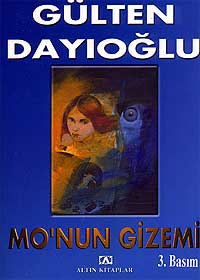 GÜLTEN
DAYIOĞLU
MO'NUN GİZEMİ
ALTIN KİTAPLAR
3. Basım